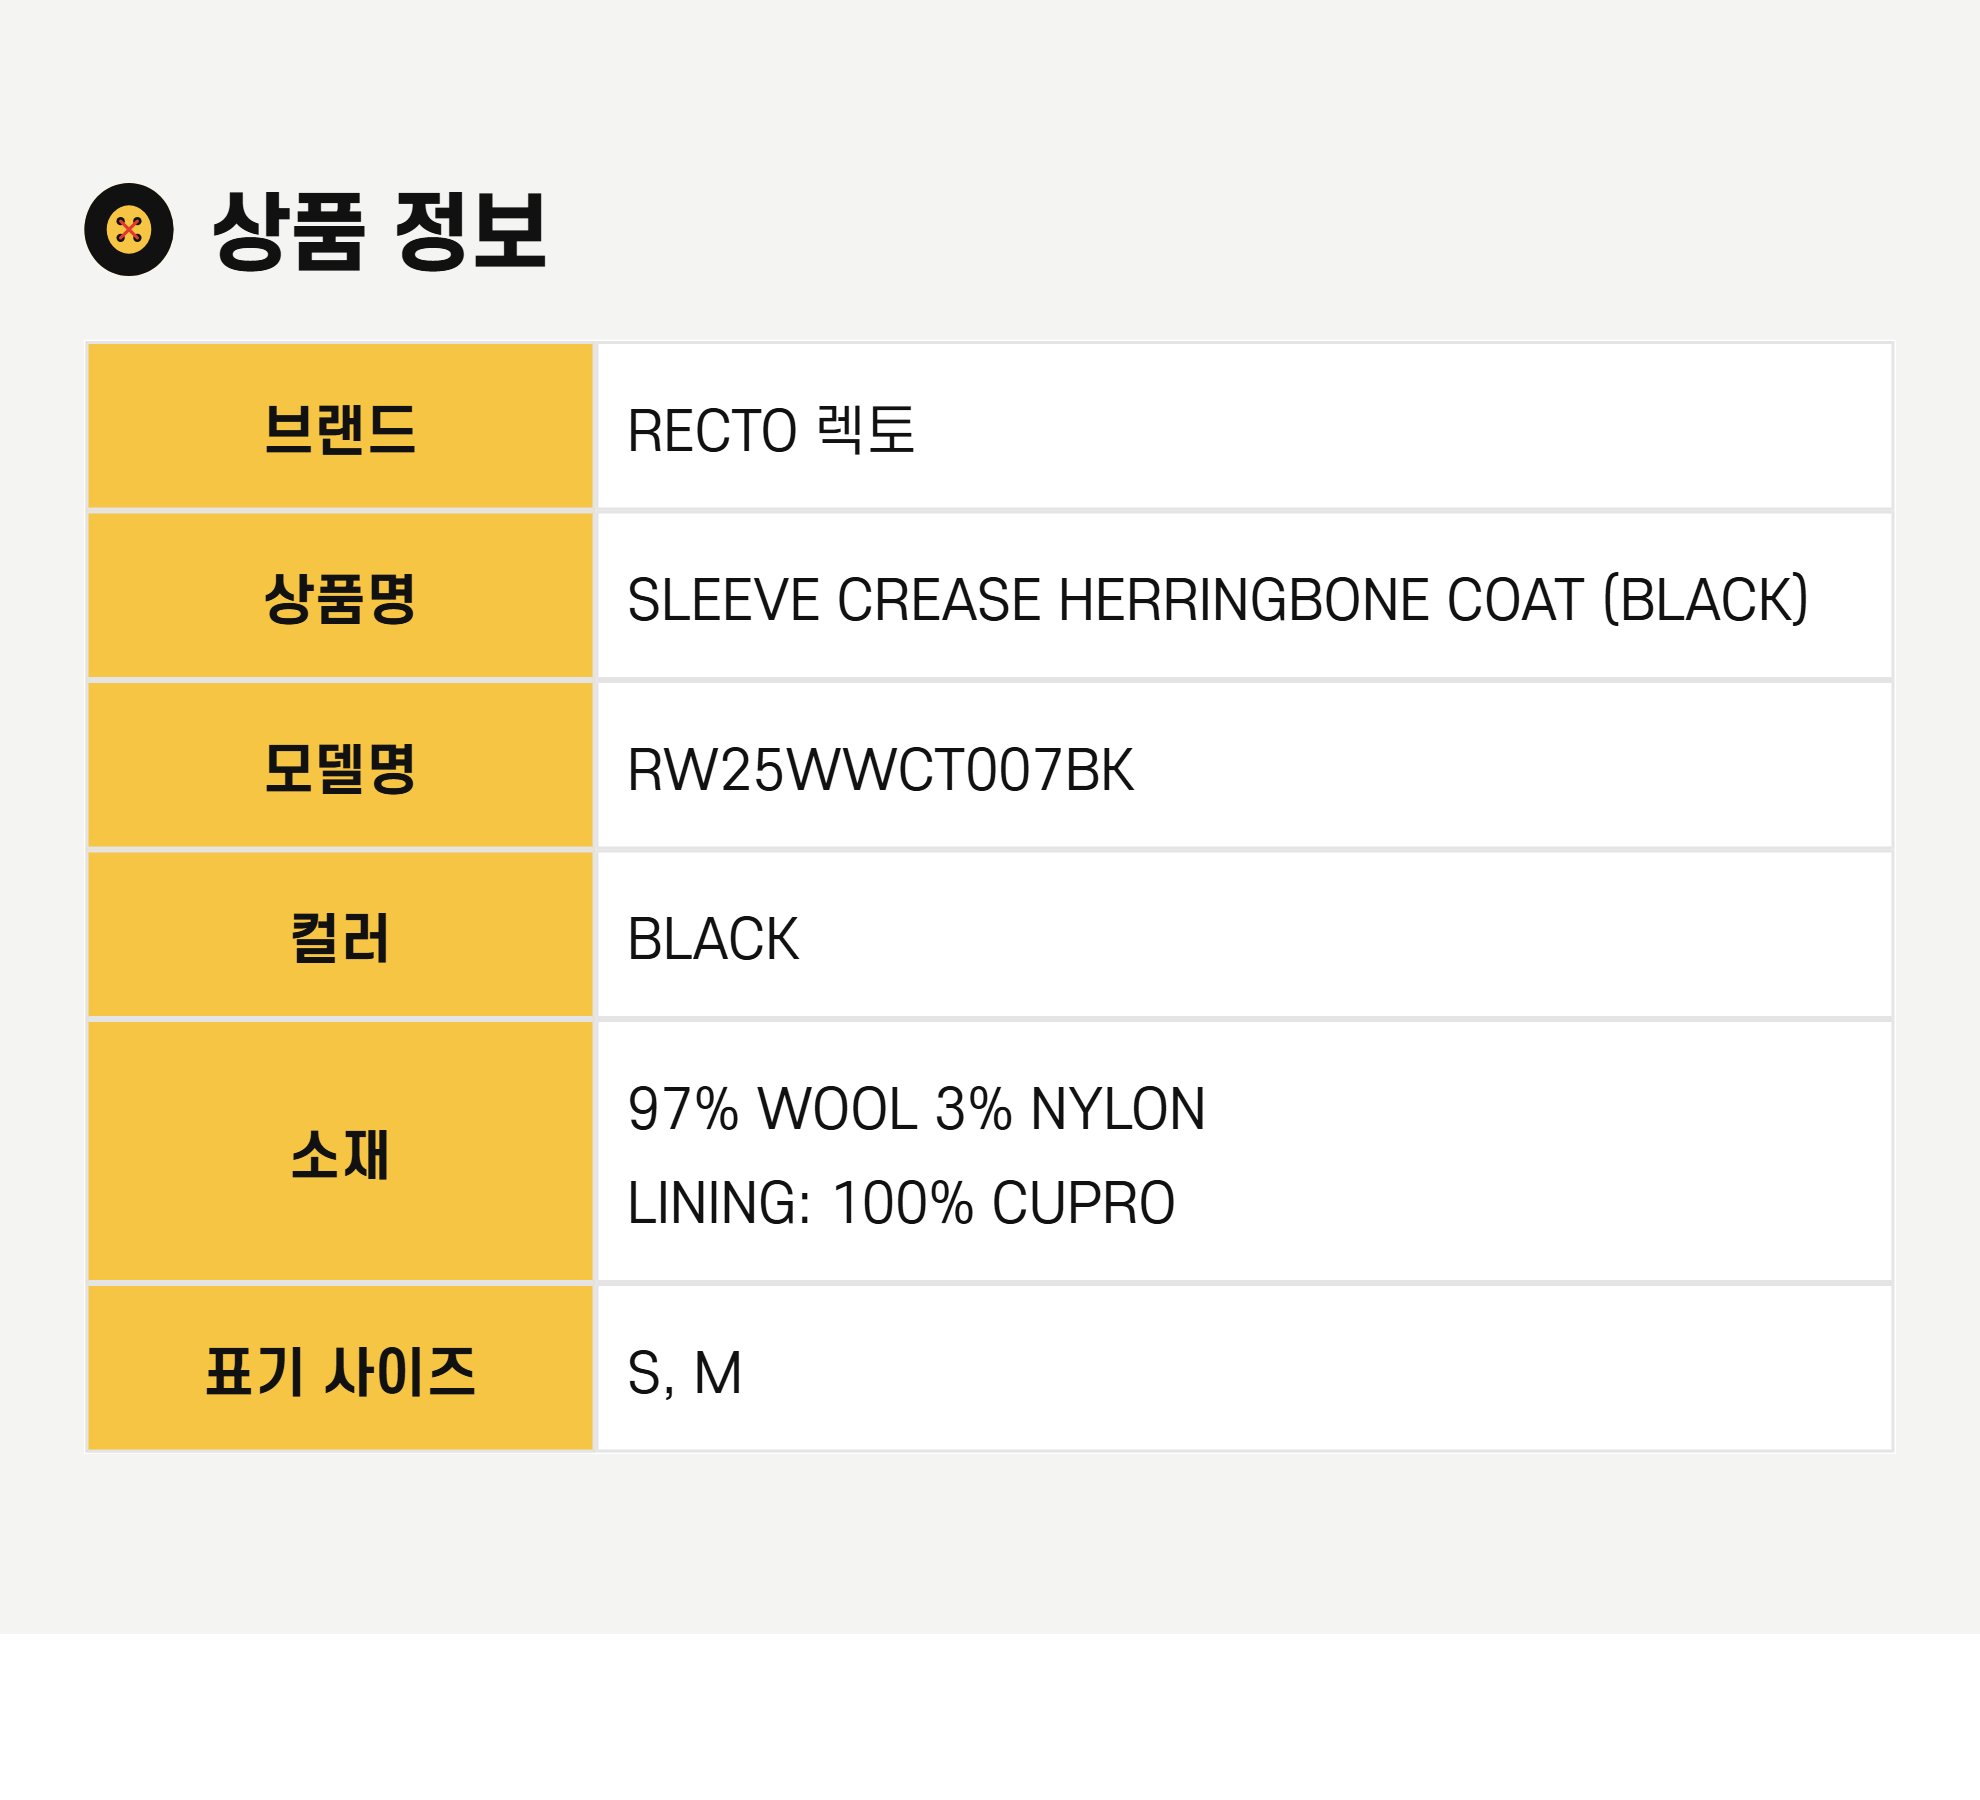 상품 정보
브랜드
RECTO 렉토
상품명
SLEEVE CREASE HERRINGBONE COAT (BLACK)
모델명
RW25WWCT007BK
컬러
BLACK
소재
97% WOOL 3% NYLON
LINING: 100% CUPRO
표기 사이즈
S, M